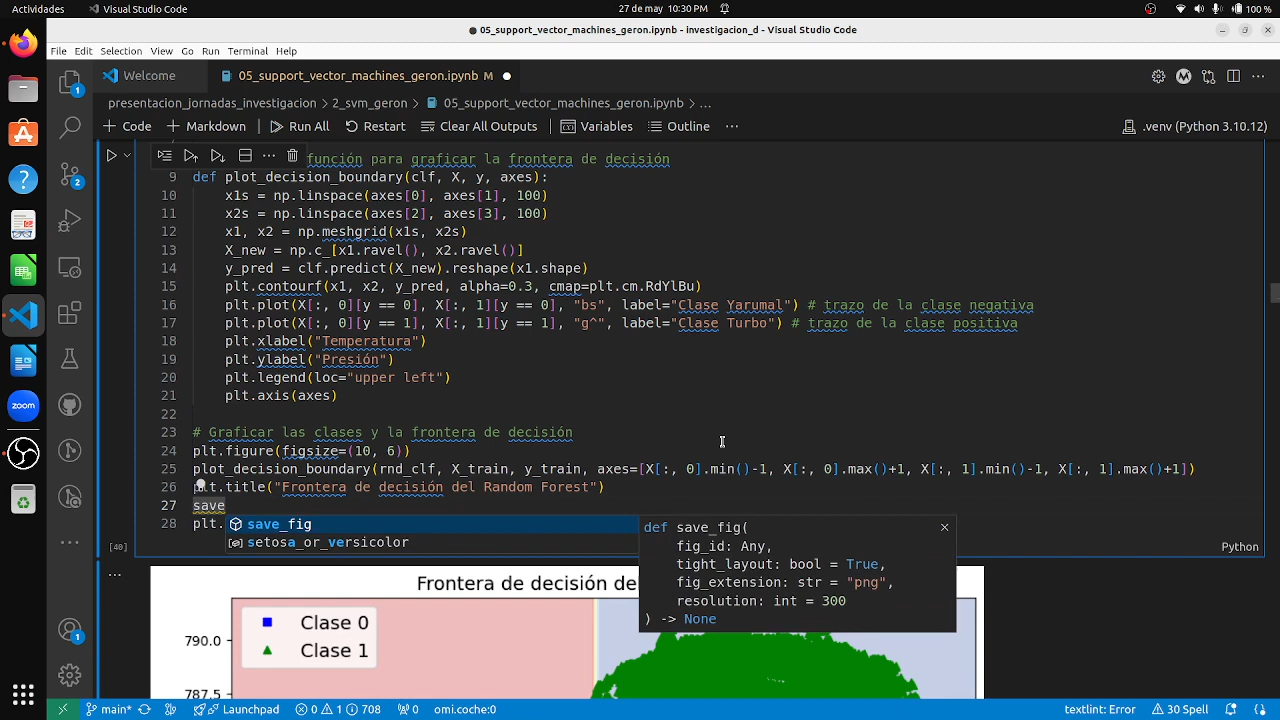 Actividades
Visual Studio Code
27 de may 10:30 PM
100 %
05_support_vector_machines_geron.ipynb - investigacion_d - Visual Studio Code
File Edit Selection View Go Run Terminal Help
Welcome
05_support_vector_machines_geron.ipynb M
presentacion_jornadas_investigacion > 2_svm_geron > 05_support_vector_machines_geron.ipynb > ...
+ Code + Markdown Run All Restart Clear All Outputs Variables Outline ...
.venv (Python 3.10.12)
función para graficar la frontera de decisión
9 def plot_decision_boundary(clf, X, y, axes):
10 x1s = np.linspace(axes[0], axes[1], 100)
11 x2s = np.linspace(axes[2], axes[3], 100)
12 x1, x2 = np.meshgrid(x1s, x2s)
13 X_new = np.c_[x1.ravel(), x2.ravel()]
14 y_pred = clf.predict(X_new).reshape(x1.shape)
15 plt.contourf(x1, x2, y_pred, alpha=0.3, cmap=plt.cm.RdYlBu)
16 plt.plot(X[:, 0][y == 0], X[:, 1][y == 0], "bs", label="Clase Yarumal") # trazo de la clase negativa
17 plt.plot(X[:, 0][y == 1], X[:, 1][y == 1], "g^", label="Clase Turbo") # trazo de la clase positiva
18 plt.xlabel("Temperatura")
19 plt.ylabel("Presión")
20 plt.legend(loc="upper left")
21 plt.axis(axes)
22
23 # Graficar las clases y la frontera de decisión
24 plt.figure(figsize=(10, 6))
25 plot_decision_boundary(rnd_clf, X_train, y_train, axes=[X[:, 0].min()-1, X[:, 0].max()+1, X[:, 1].min()-1, X[:, 1].max()+1])
26 plt.title("Frontera de decisión del Random Forest")
27 save
28 plt.
save_fig
setosa_or_versicolor
def save_fig(
fig_id: Any,
tight_layout: bool = True,
fig_extension: str = "png",
resolution: int = 300
) -> None
[40]
Python
...
Frontera de decisión de
Clase 0
Clase 1
790.0
787.5
1
2
1
zoom
main*
Launchpad
0 1 708
0
omi.coche:0
textlint: Error
30 Spell